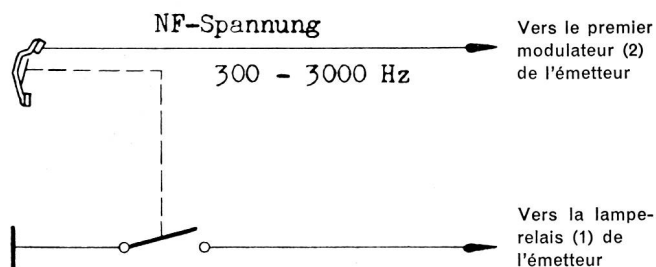 NF-Spannung
300 - 3000 Hz
Vers le premier
modulateur (2)
de l'émetteur
Vers la lampe-
relais (1) de
l'émetteur